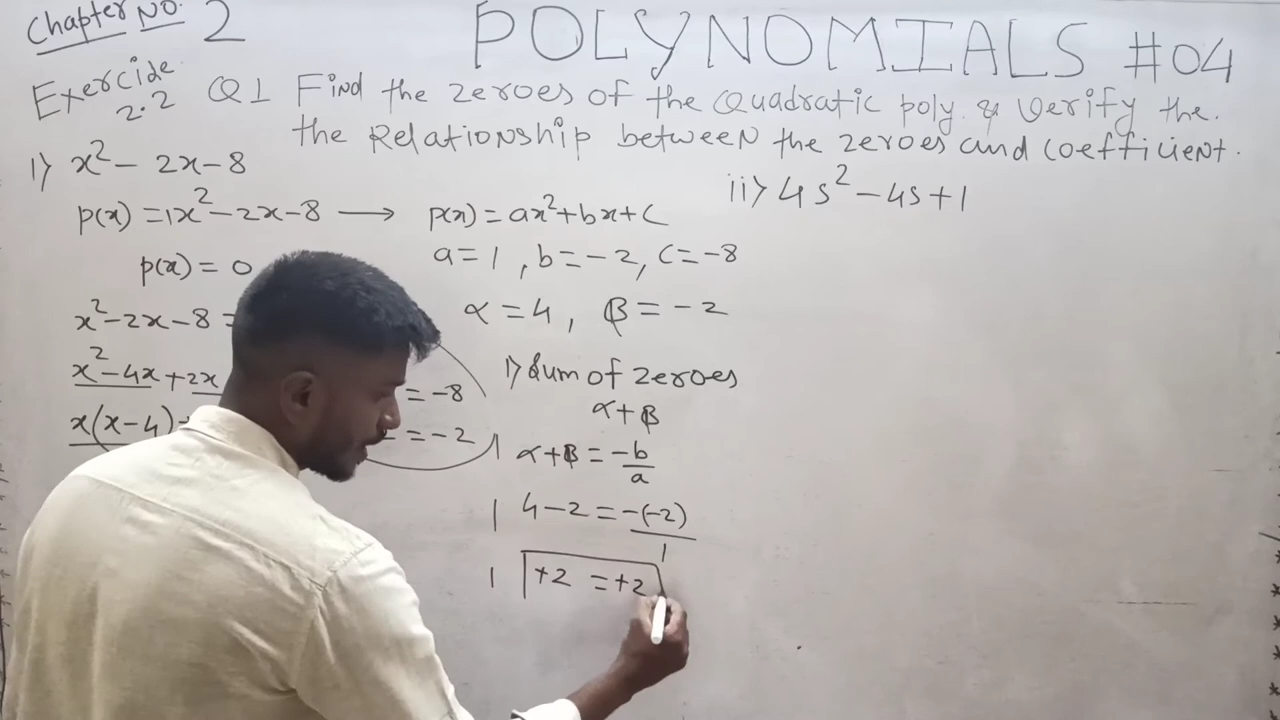 Chapter No. 2
POLYNOMIALS #04
Exercide 2.2
Q1 Find the zeroes of the Quadratic poly. & Verify the.
the Relationship between the zeroes and coefficient.
i) x² - 2x - 8
p(x) = 1x² - 2x - 8 → p(x) = ax² + bx + c
p(x) = 0
a = 1, b = -2, c = -8
x² - 2x - 8 =
α = 4, β = -2
x² - 4x + 2x
= -8
x(x - 4)
= -2
1) Sum of zeroes
α + β
α + β = -b/a
4 - 2 = -(-2)/1
+2 = +2
ii) 4s² - 4s + 1